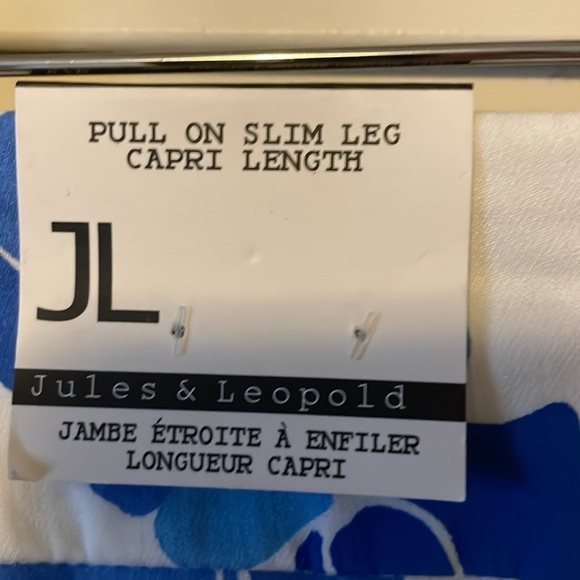 PULL ON SLIM LEG
CAPRI LENGTH
JL
Jules & Leopold
JAMBE ÉTROITE À ENFILER
LONGUEUR CAPRI